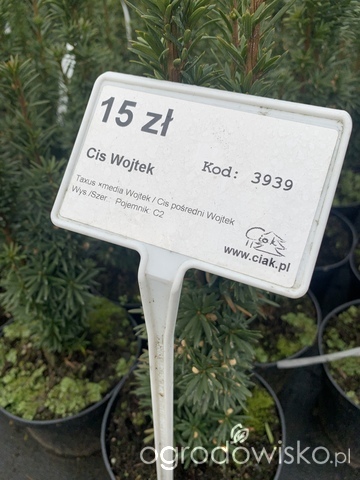 15 zł
Cis Wojtek
Kod: 3939
Taxus ×media Wojtek / Cis pośredni Wojtek
Wys./Szer.: Pojemnik: C2
www.ciak.pl
ogrodowisko.pl